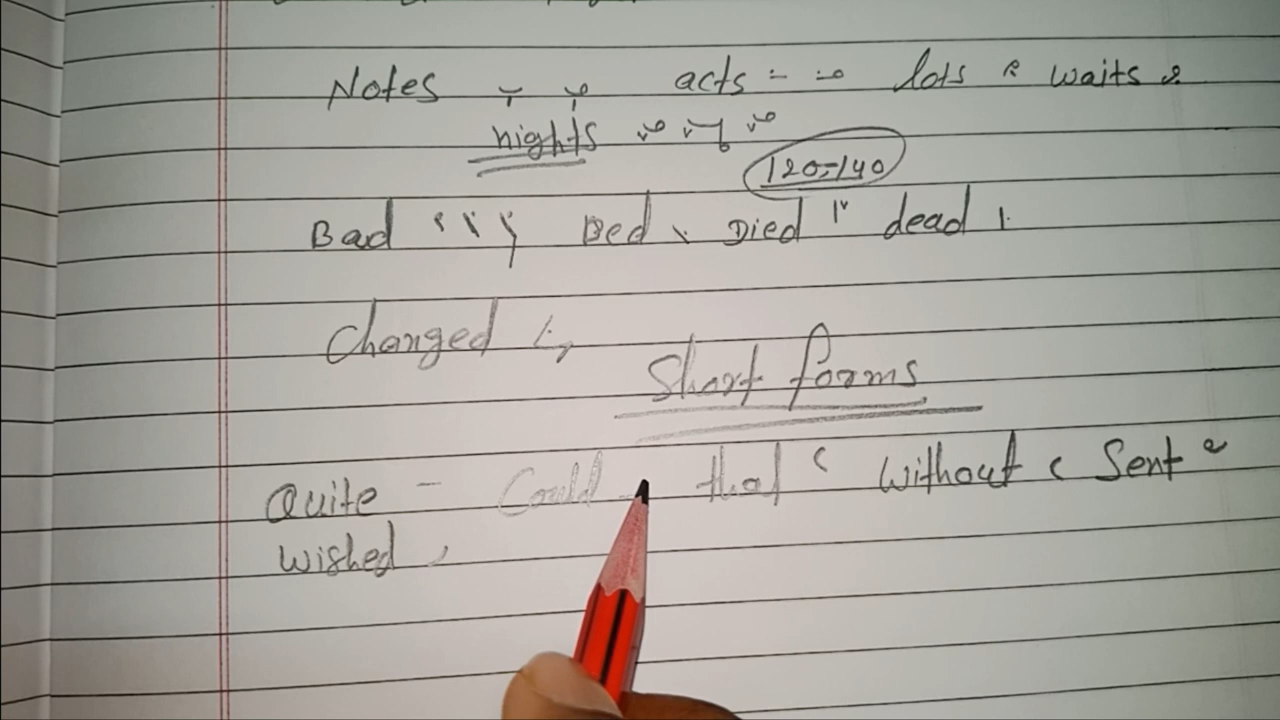 Notes acts = lots waits
nights
120-140
Bad Bed Died dead
Changed
Short forms
Quite - Could that without Sent
Wished